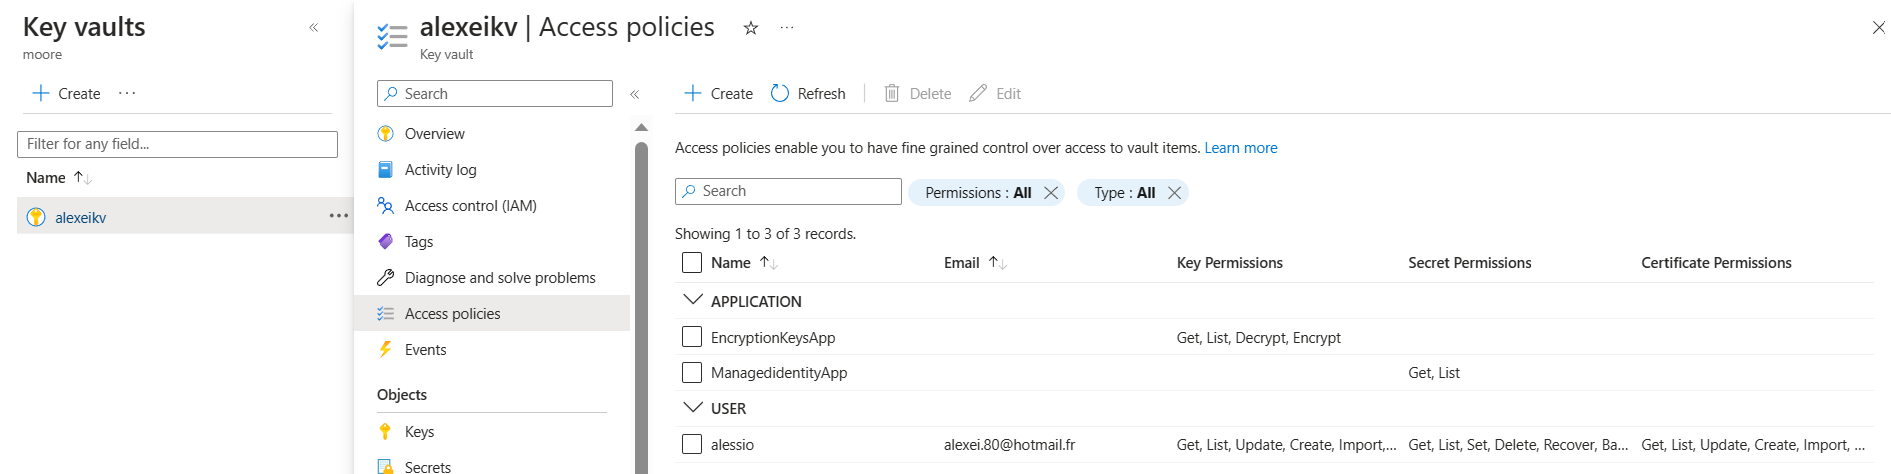 Key vaults
moore
Create
Filter for any field...
Name
alexeikv
alexeikv | Access policies
Key vault
Search
Overview
Activity log
Access control (IAM)
Tags
Diagnose and solve problems
Access policies
Events
Objects
Keys
Secrets
Create Refresh Delete Edit
Access policies enable you to have fine grained control over access to vault items. Learn more
Search Permissions : All Type : All
Showing 1 to 3 of 3 records.
Name Email Key Permissions Secret Permissions Certificate Permissions
APPLICATION
EncryptionKeysApp Get, List, Decrypt, Encrypt
ManagedidentityApp Get, List
USER
alessio alexei.80@hotmail.fr Get, List, Update, Create, Import,... Get, List, Set, Delete, Recover, Ba... Get, List, Update, Create, Import, ...